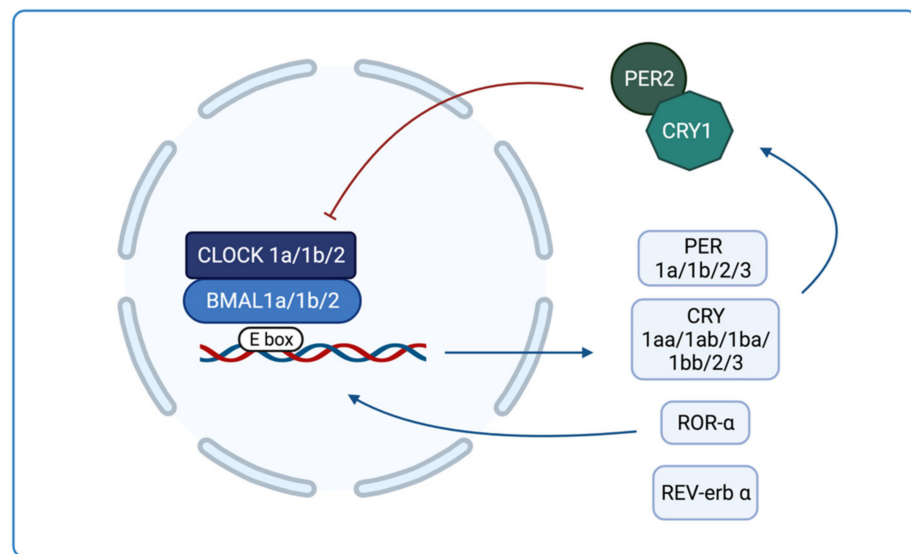 PER2
CRY1
CLOCK 1a/1b/2
BMAL1a/1b/2
E box
PER
1a/1b/2/3
CRY
1aa/1ab/1ba/
1bb/2/3
ROR-α
REV-erb α